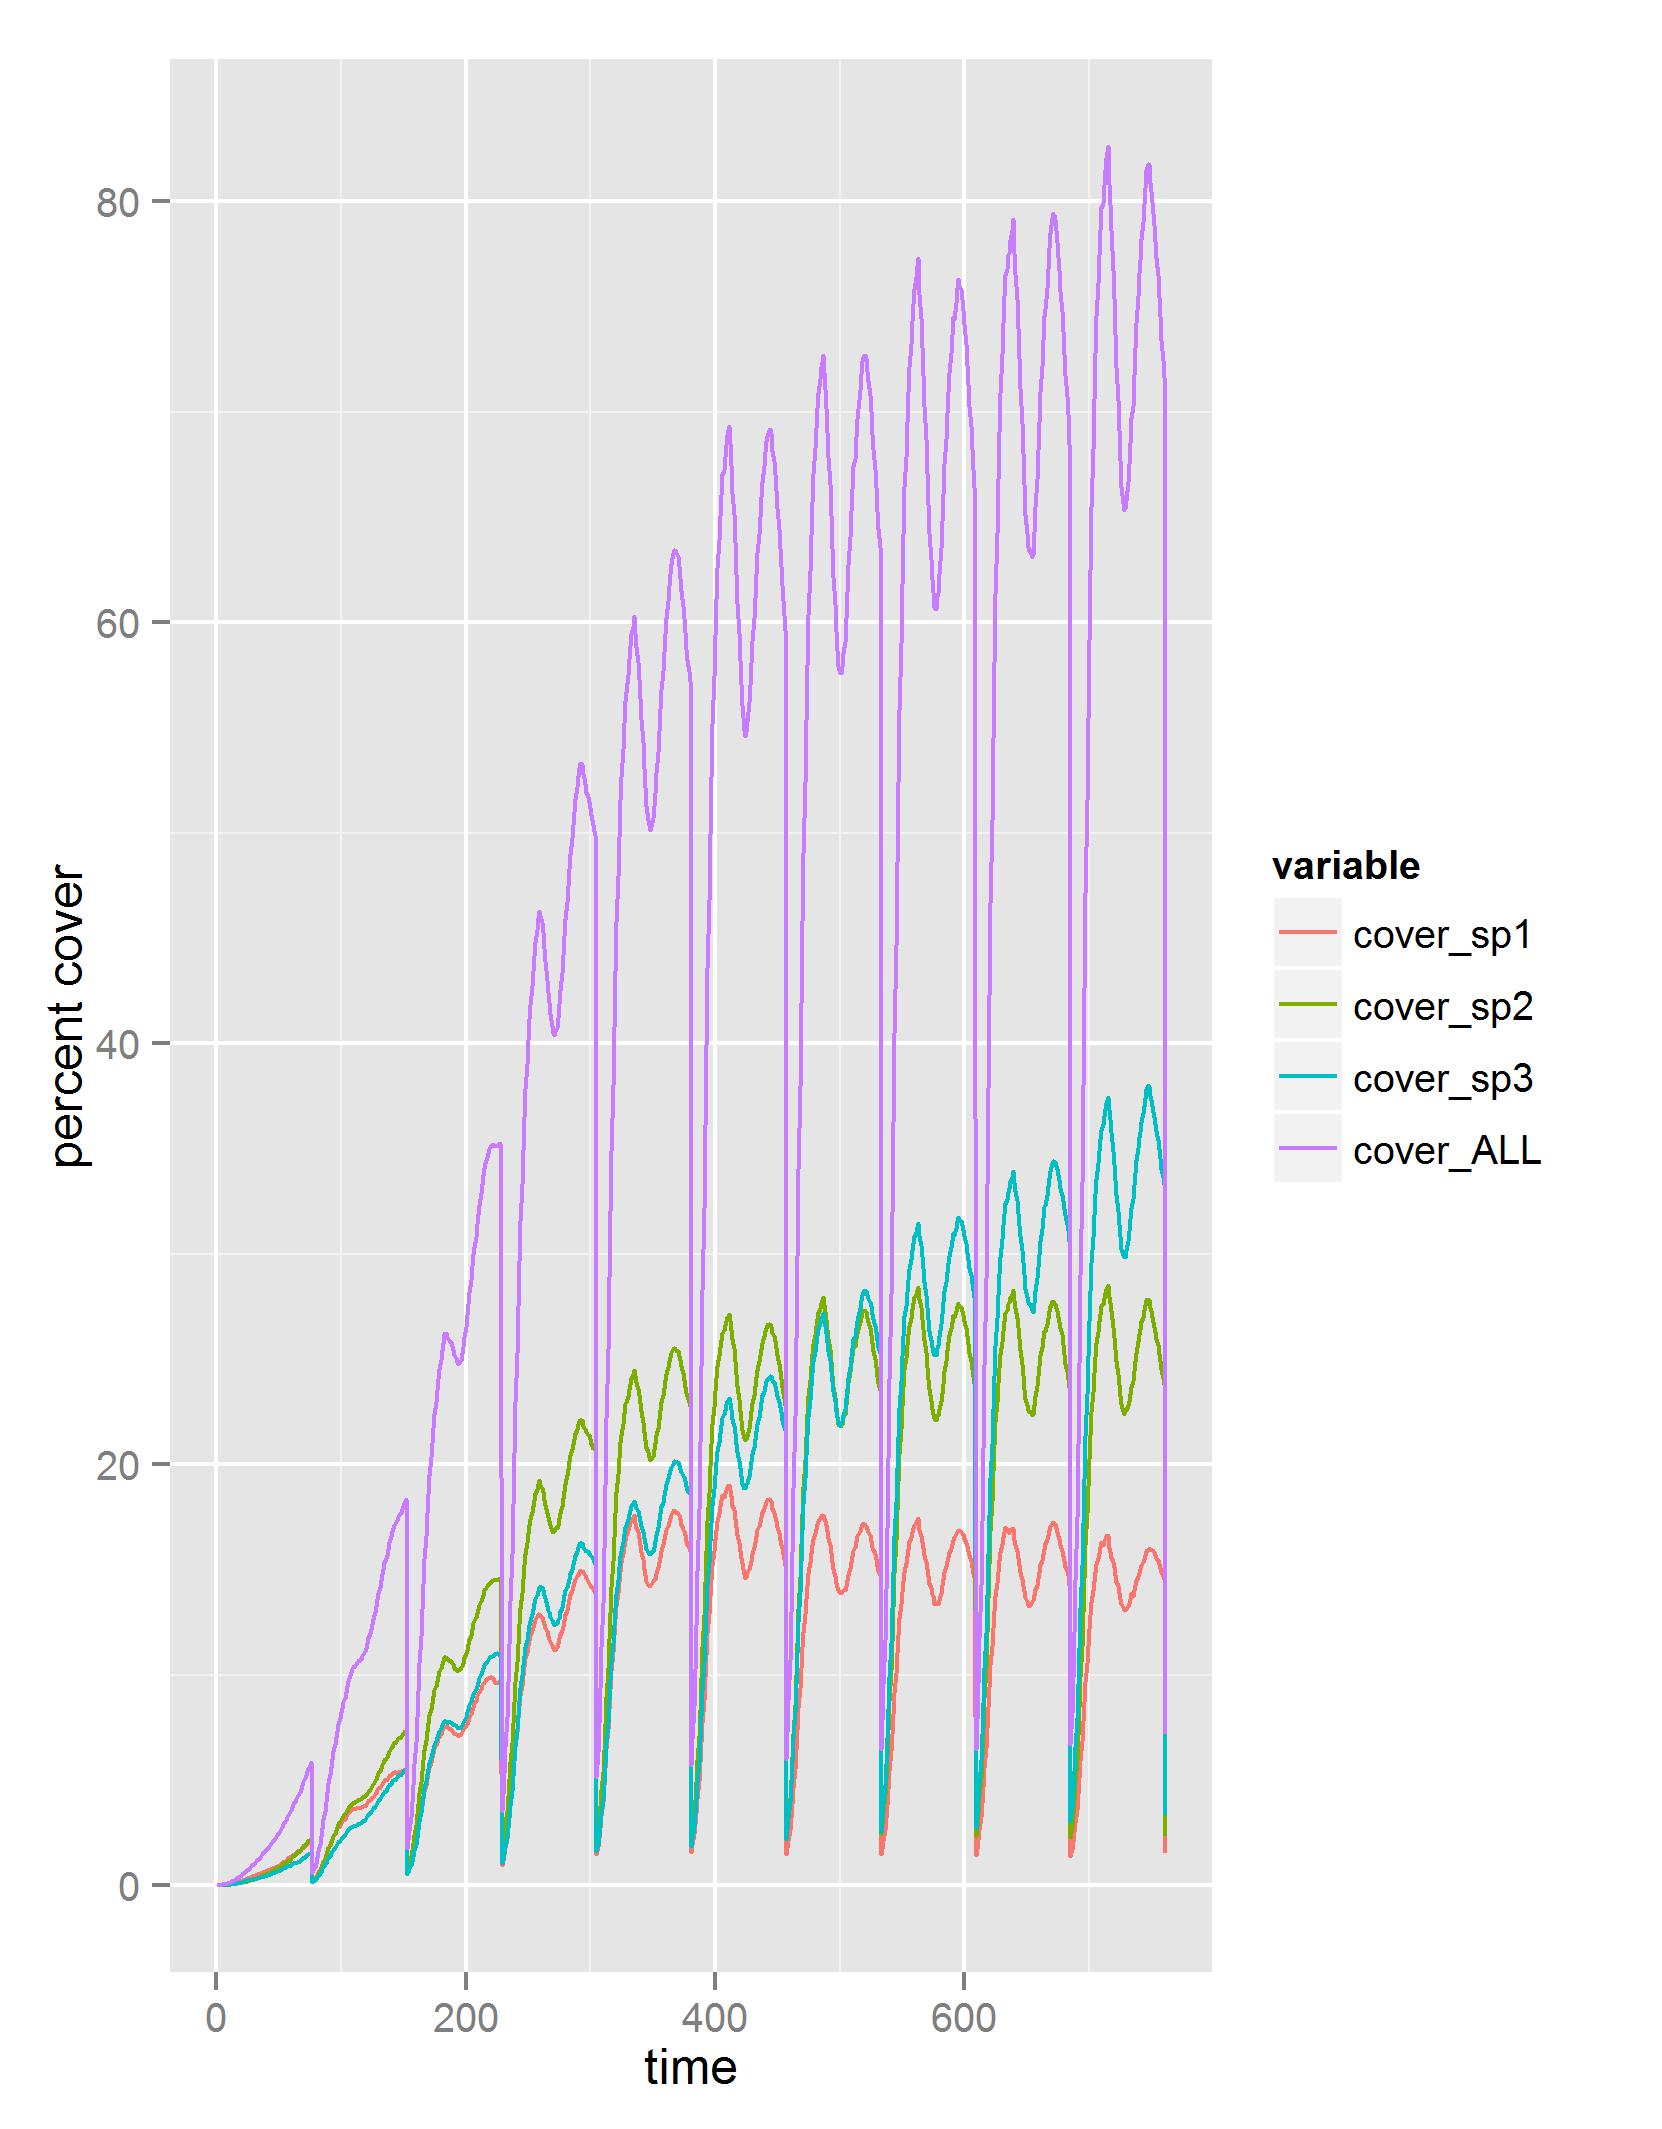 80
60
40
20
0
percent cover
0 200 400 600
time
variable
cover_sp1
cover_sp2
cover_sp3
cover_ALL